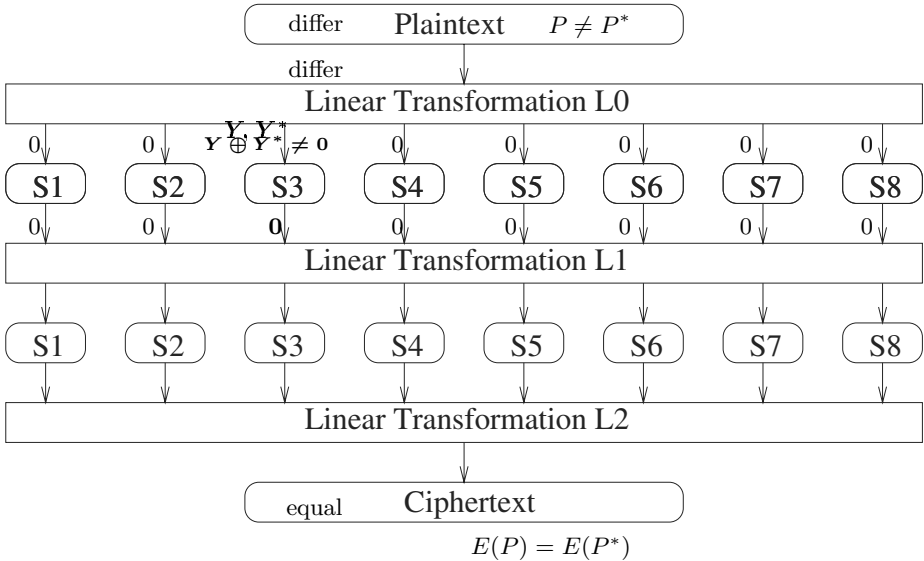 differ Plaintext P ≠ P*
differ
Linear Transformation L0
Y, Y*
0 0 Y ⊕ Y* ≠ 0 0 0 0 0 0
S1 S2 S3 S4 S5 S6 S7 S8
0 0 0 0 0 0 0 0
Linear Transformation L1
S1 S2 S3 S4 S5 S6 S7 S8
Linear Transformation L2
equal Ciphertext
E(P) = E(P*)